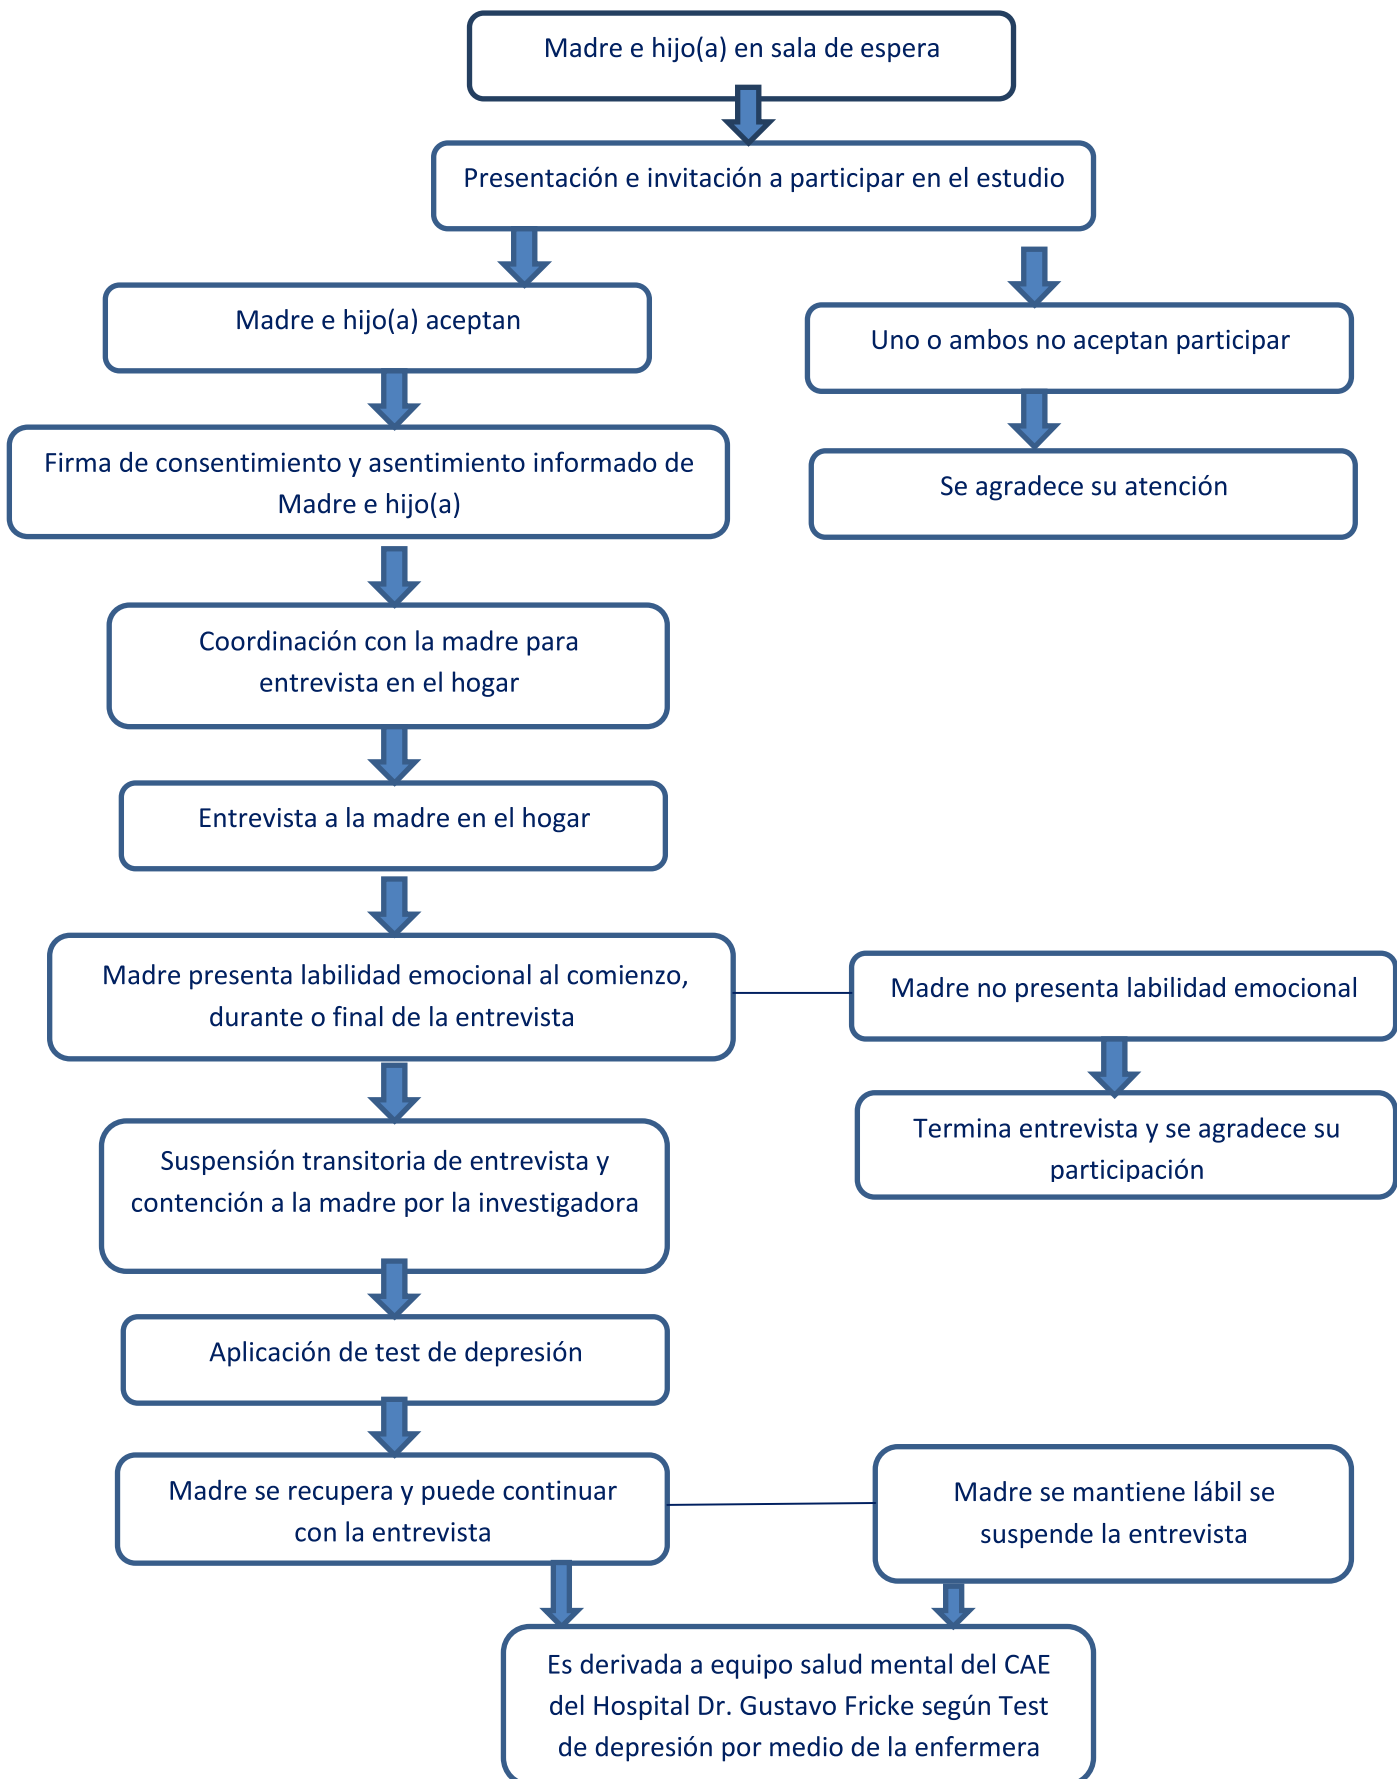 Madre e hijo(a) en sala de espera
Presentación e invitación a participar en el estudio
Madre e hijo(a) aceptan
Uno o ambos no aceptan participar
Firma de consentimiento y asentimiento informado de
Madre e hijo(a)
Se agradece su atención
Coordinación con la madre para
entrevista en el hogar
Entrevista a la madre en el hogar
Madre presenta labilidad emocional al comienzo,
durante o final de la entrevista
Madre no presenta labilidad emocional
Termina entrevista y se agradece su
participación
Suspensión transitoria de entrevista y
contención a la madre por la investigadora
Aplicación de test de depresión
Madre se recupera y puede continuar
con la entrevista
Madre se mantiene lábil se
suspende la entrevista
Es derivada a equipo salud mental del CAE
del Hospital Dr. Gustavo Fricke según Test
de depresión por medio de la enfermera